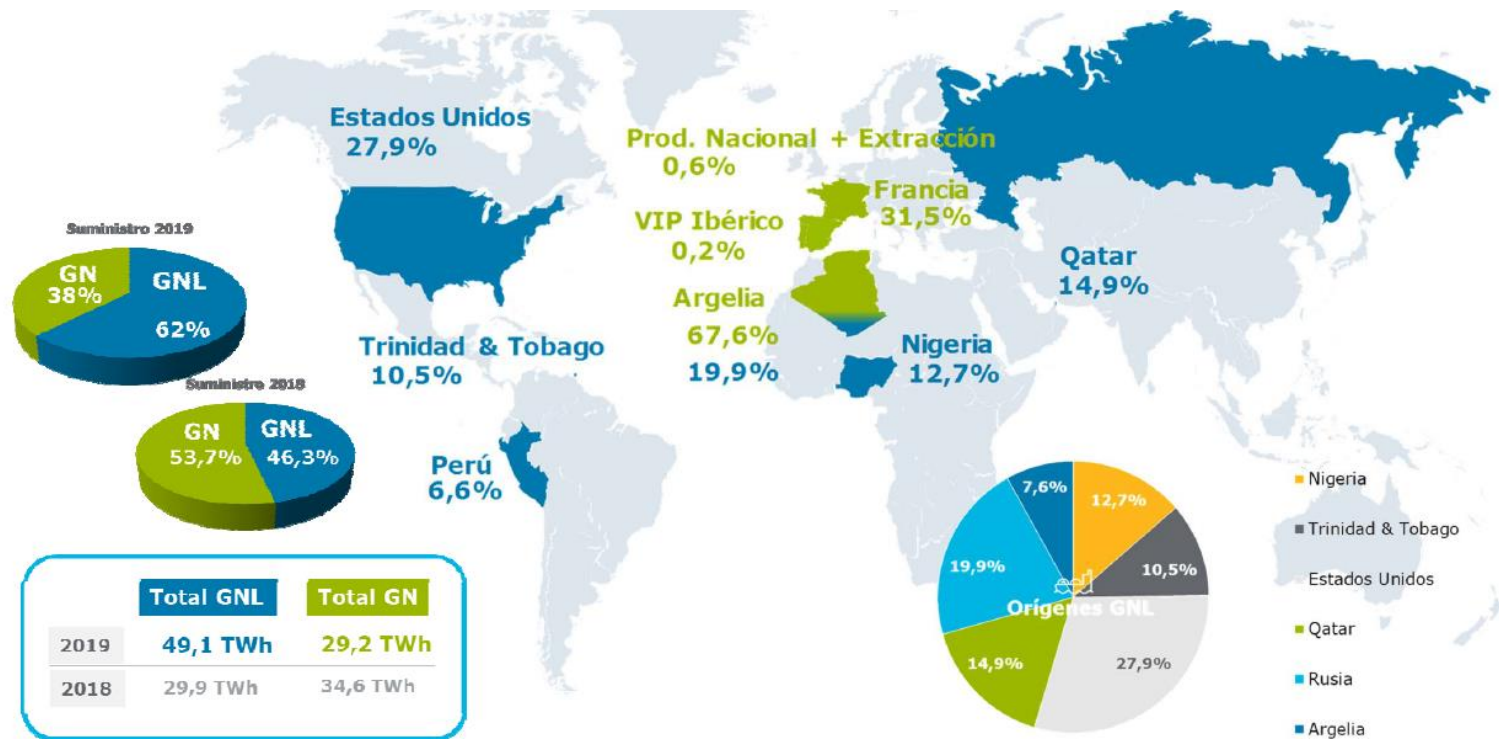 Estados Unidos
27,9%
Prod. Nacional + Extracción
0,6%
Francia
31,5%
VIP Ibérico
0,2%
Qatar
14,9%
Argelia
67,6%
19,9%
Nigeria
12,7%
Trinidad & Tobago
10,5%
Perú
6,6%
Suministro 2019
GN
38%
GNL
62%
Suministro 2018
GN
53,7%
GNL
46,3%
Total GNL Total GN
2019 49,1 TWh 29,2 TWh
2018 29,9 TWh 34,6 TWh
7,6%
12,7%
19,9%
10,5%
Orígenes GNL
14,9%
27,9%
Nigeria
Trinidad & Tobago
Estados Unidos
Qatar
Rusia
Argelia